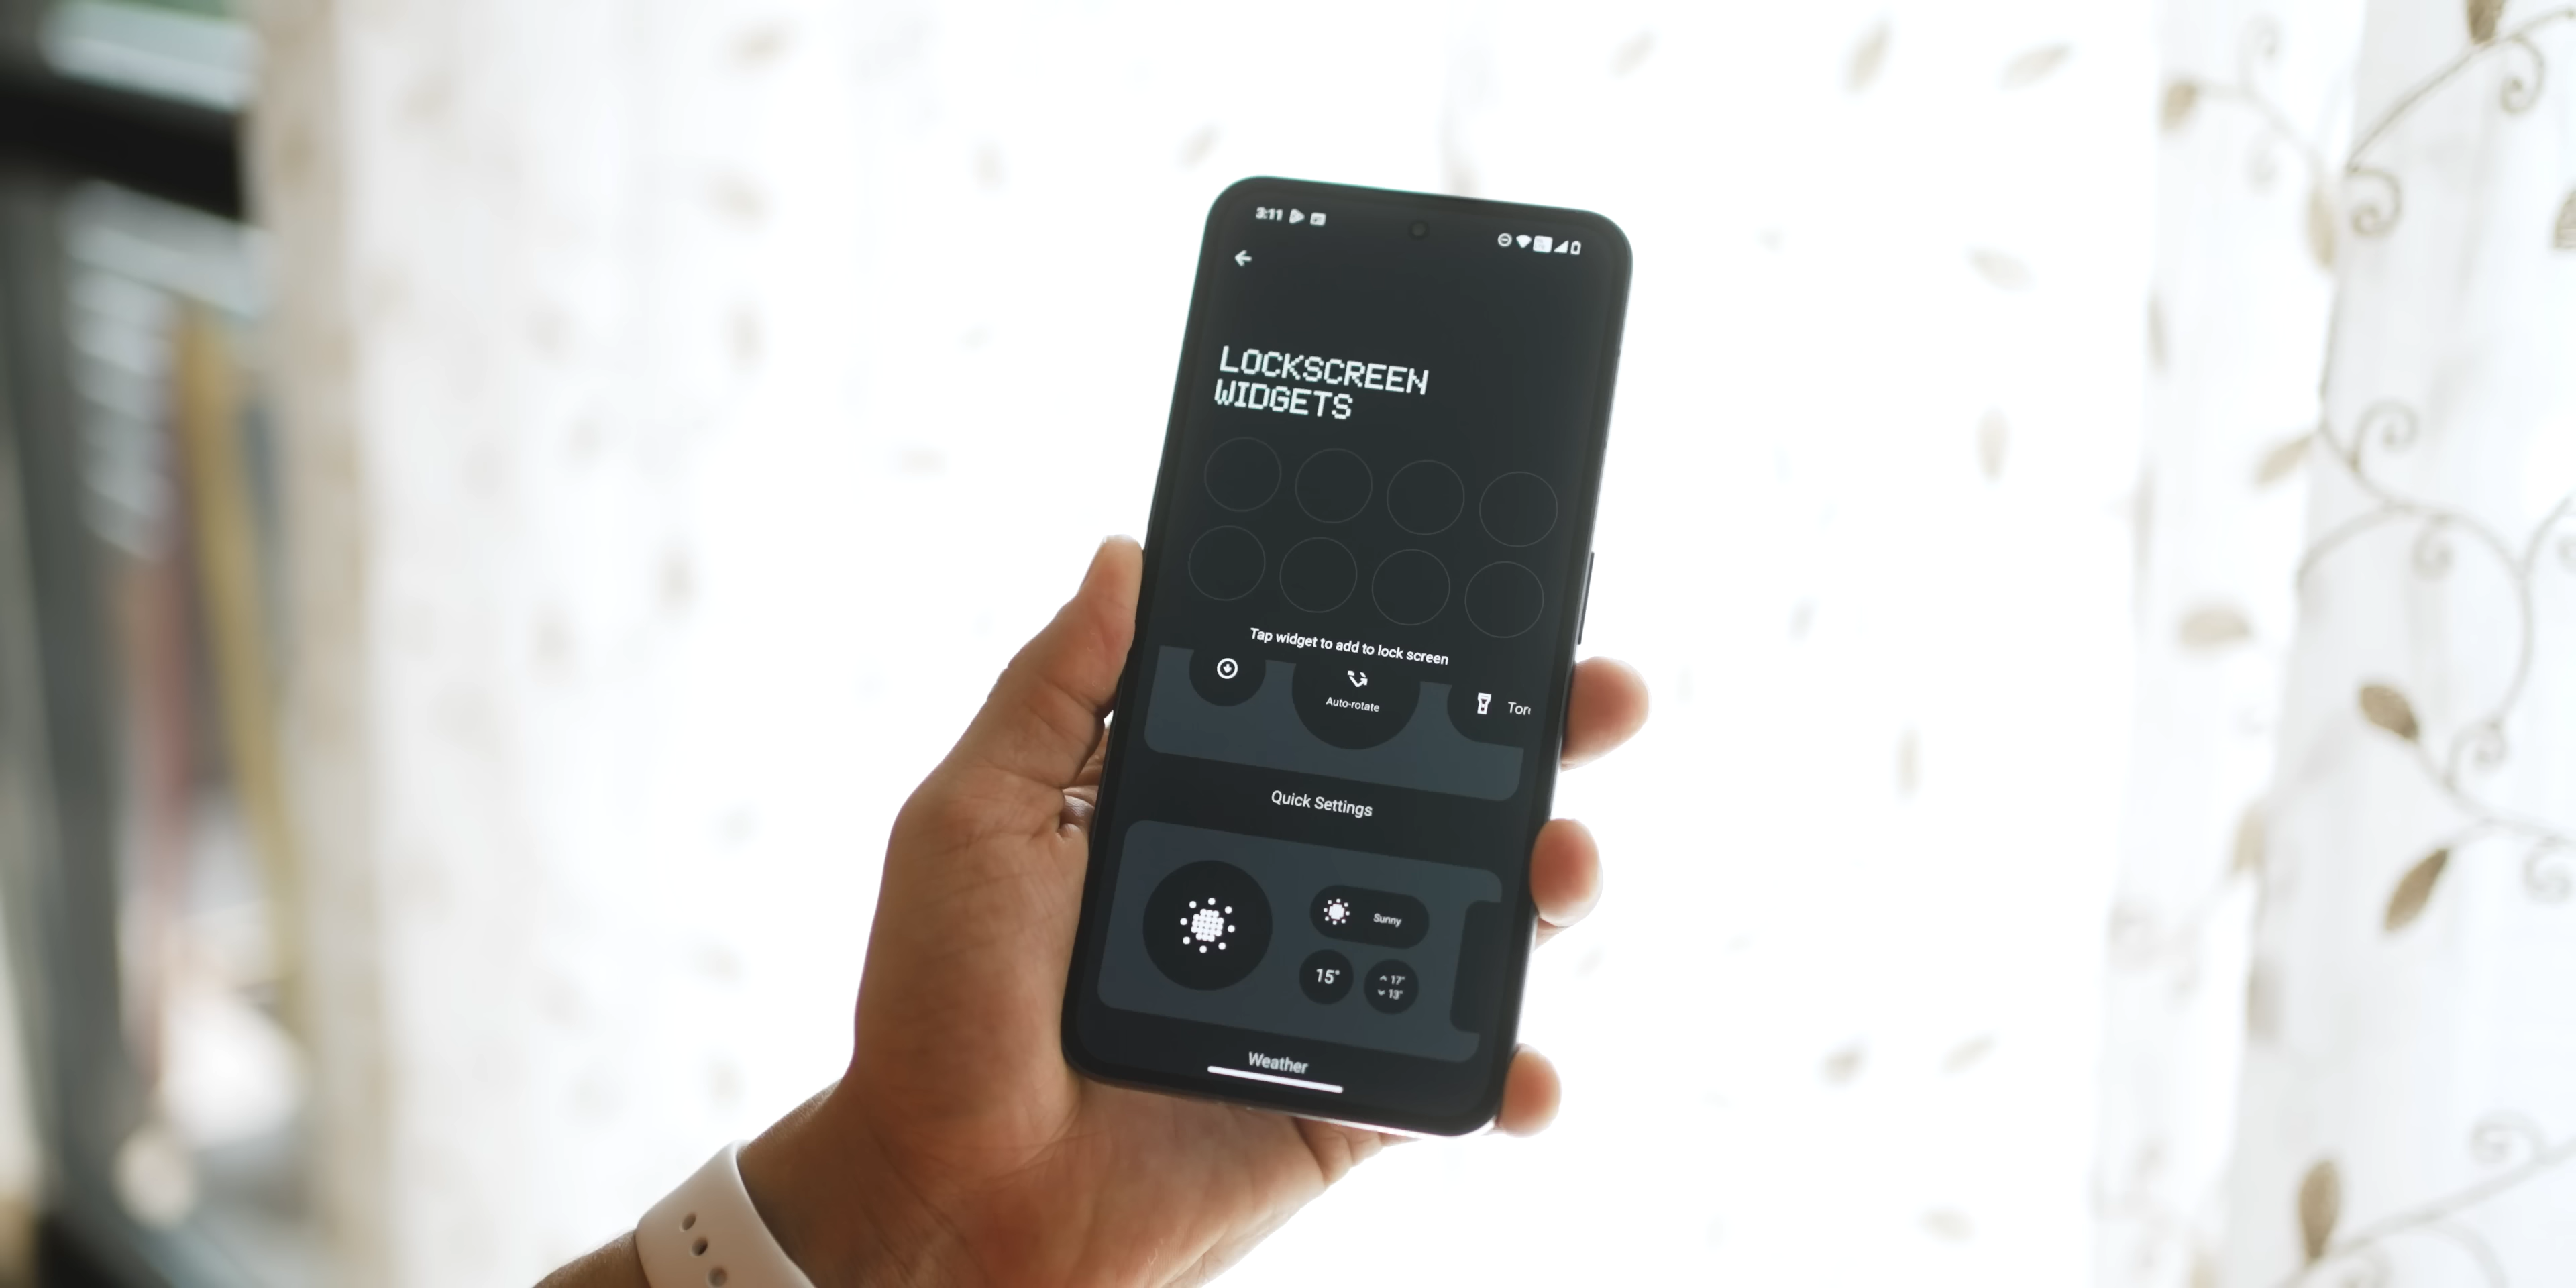 3:11
LOCKSCREEN
WIDGETS
Tap widget to add to lock screen
Auto-rotate
Tor
Quick Settings
Sunny
15°
17°
13°
Weather